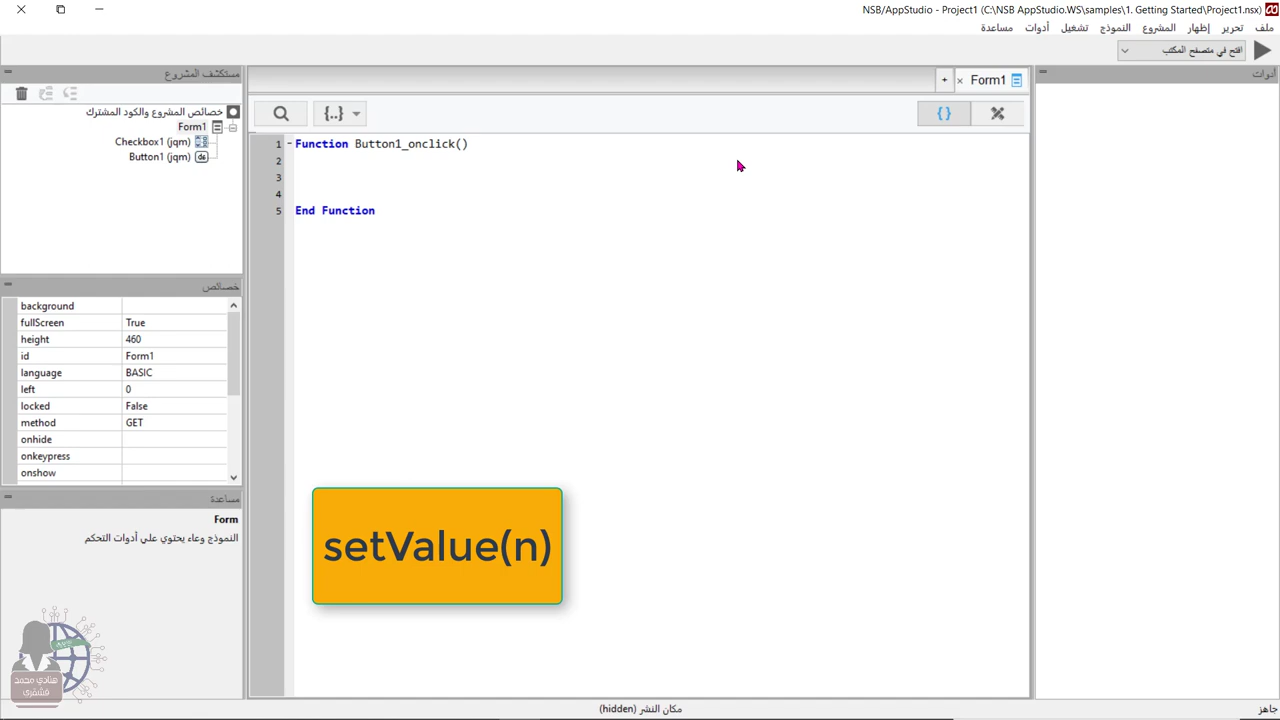 NSB/AppStudio - Project1 (C:\NSB AppStudio.WS\samples\1. Getting Started\Project1.nsx)
ملف تحرير إظهار المشروع النموذج تشغيل أدوات مساعدة
افتح في متصفح المكتب
مستكشف المشروع
خصائص المشروع والكود المشترك
Form1
Checkbox1 (jqm)
Button1 (jqm)
خصائص
background
fullScreen True
height 460
id Form1
language BASIC
left 0
locked False
method GET
onhide
onkeypress
onshow
مساعدة
Form
النموذج وعاء يحتوي علي أدوات التحكم
هنادي محمد
قشقري
Form1
{..}
{}
1 Function Button1_onclick()
2
3
4
5 End Function
setValue(n)
أدوات
مكان النشر (hidden)
جاهز